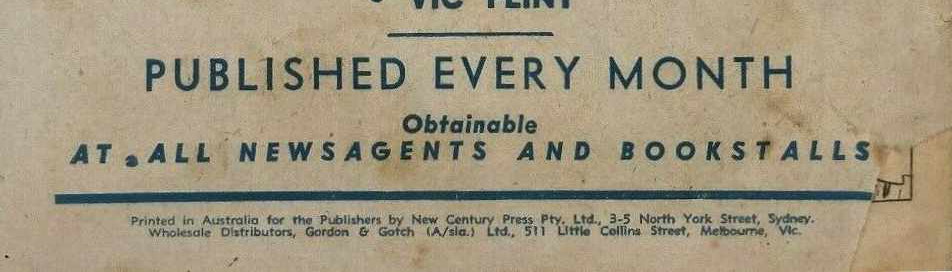 VIC FLINT
PUBLISHED EVERY MONTH
Obtainable
AT ALL NEWSAGENTS AND BOOKSTALLS
Printed in Australia for the Publishers by New Century Press Pty. Ltd., 3-5 North York Street, Sydney.
Wholesale Distributors, Gordon & Gotch (A/sia.) Ltd., 511 Little Collins Street, Melbourne, Vic.